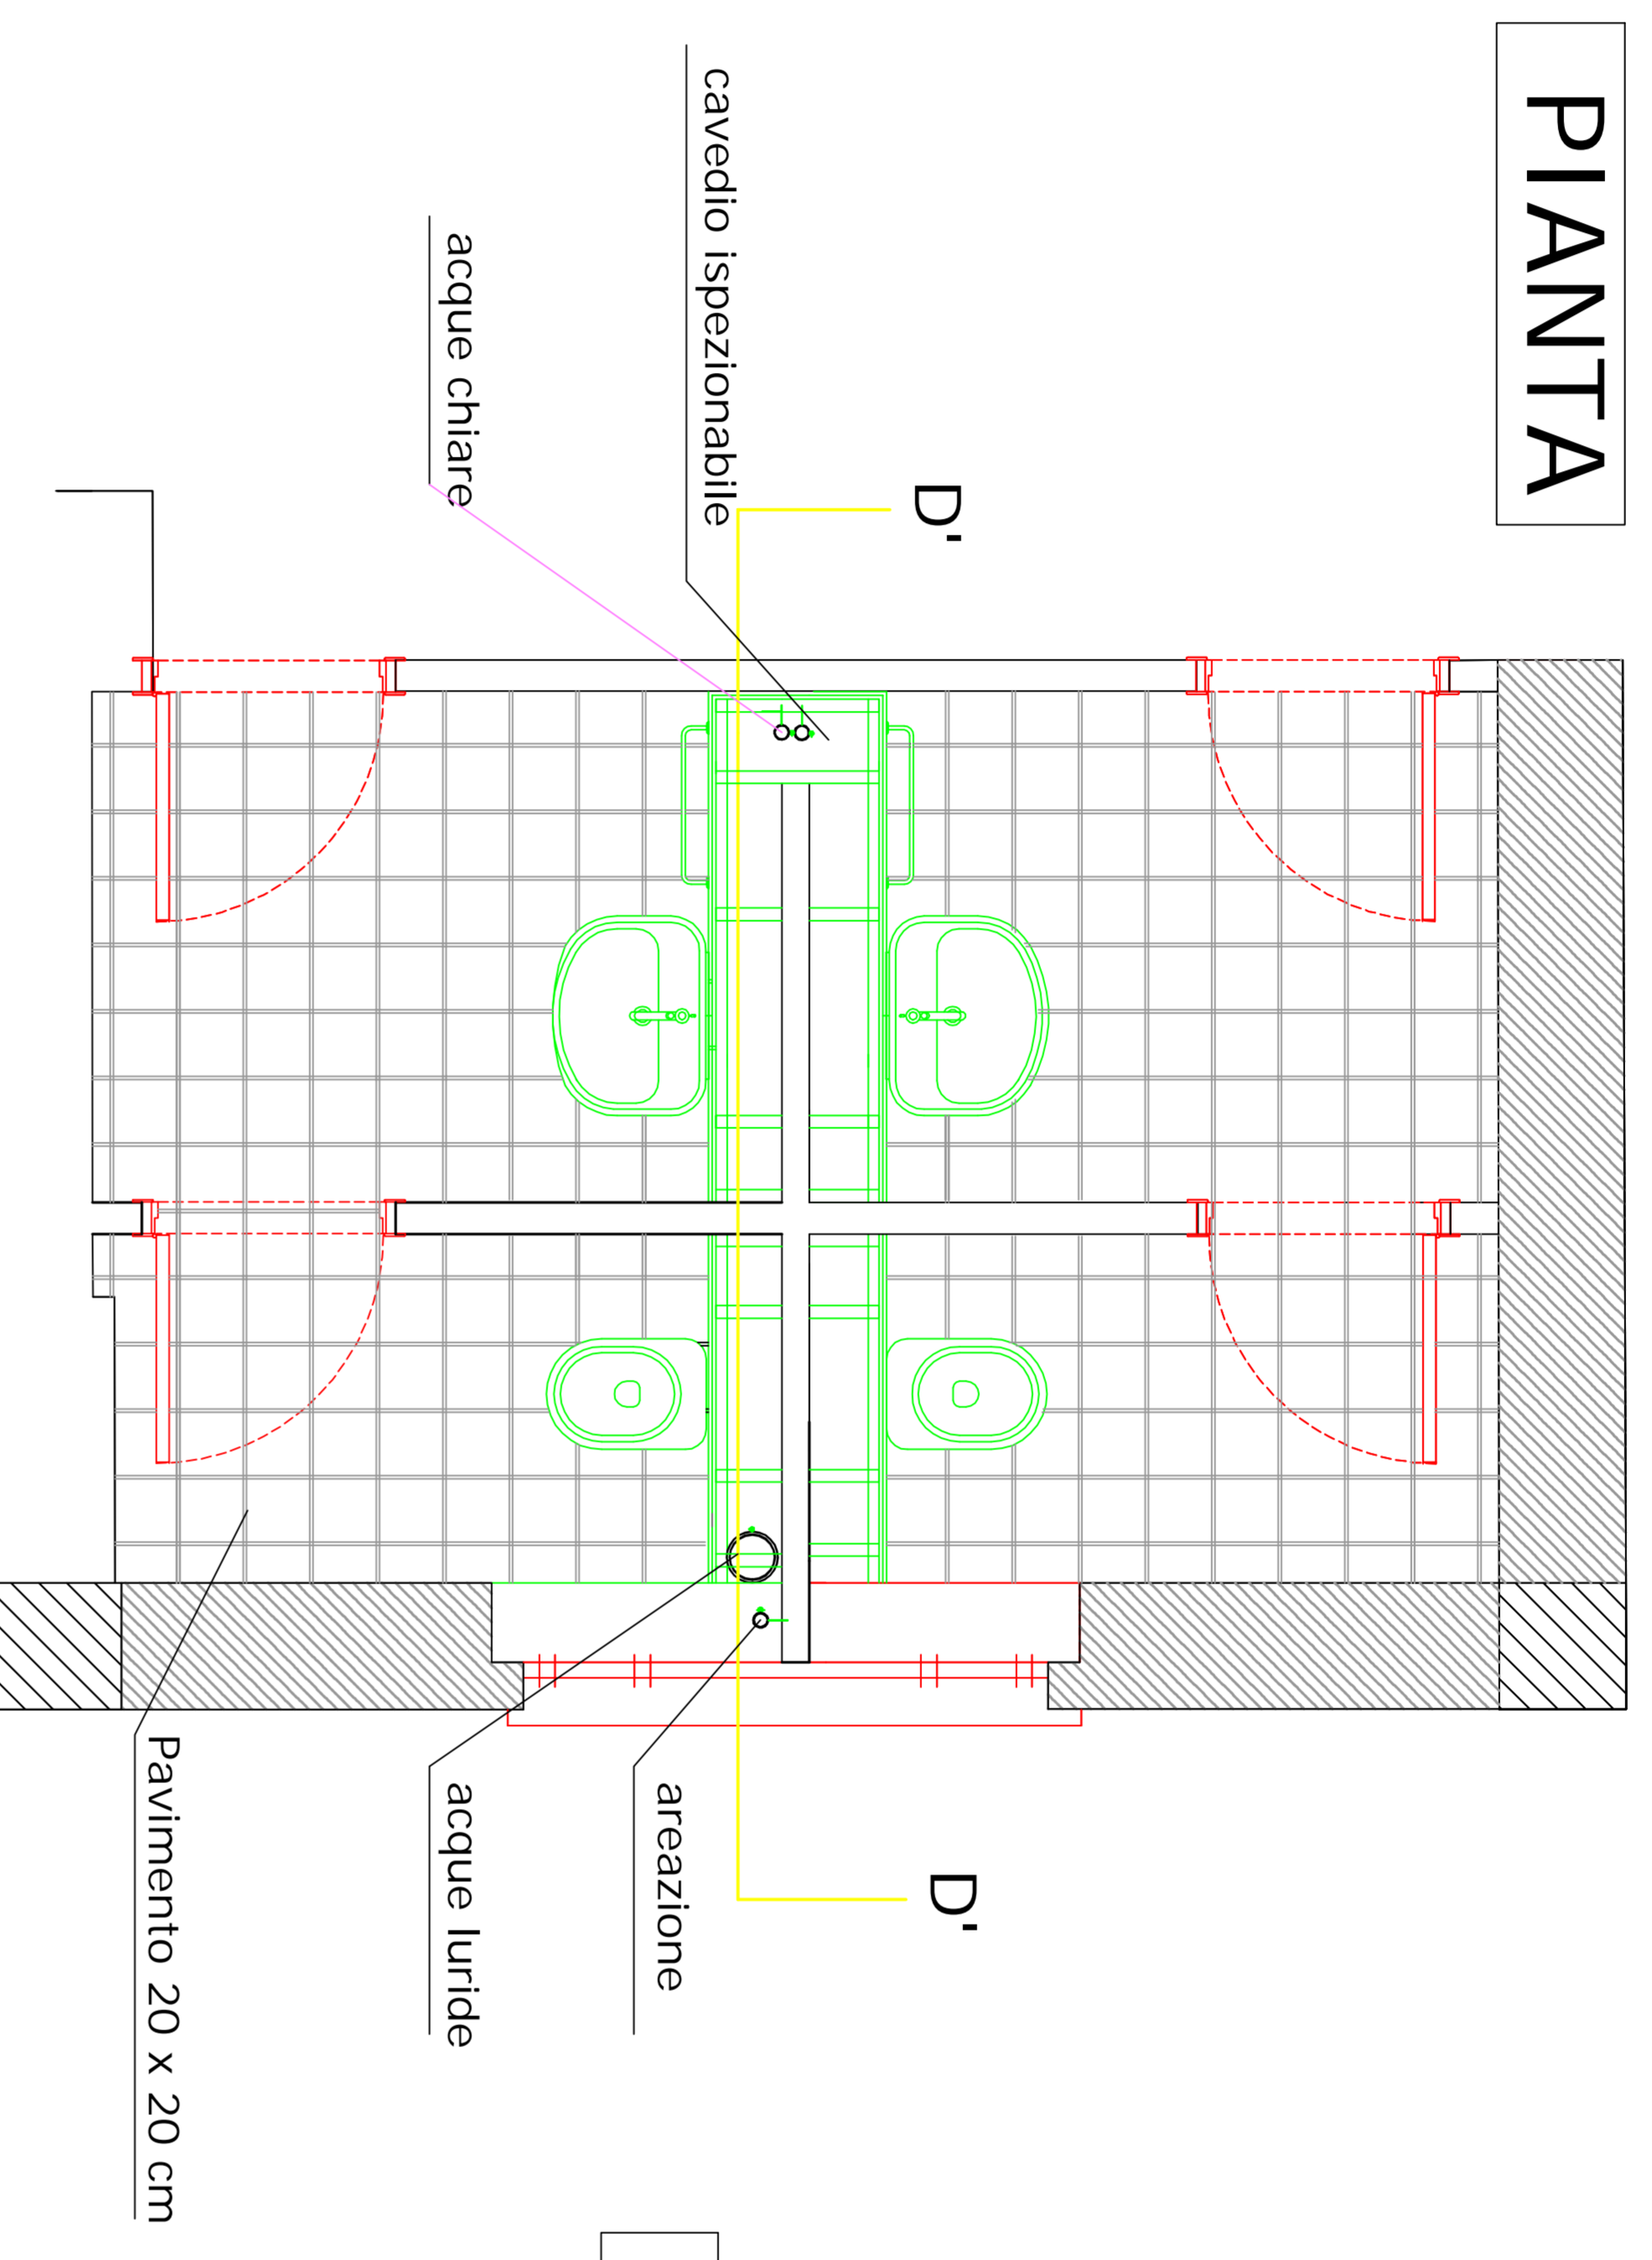 PIANTA
D'
D'
cavedio ispezionabile
areazione
acque chiare
acque luride
Pavimento 20 x 20 cm